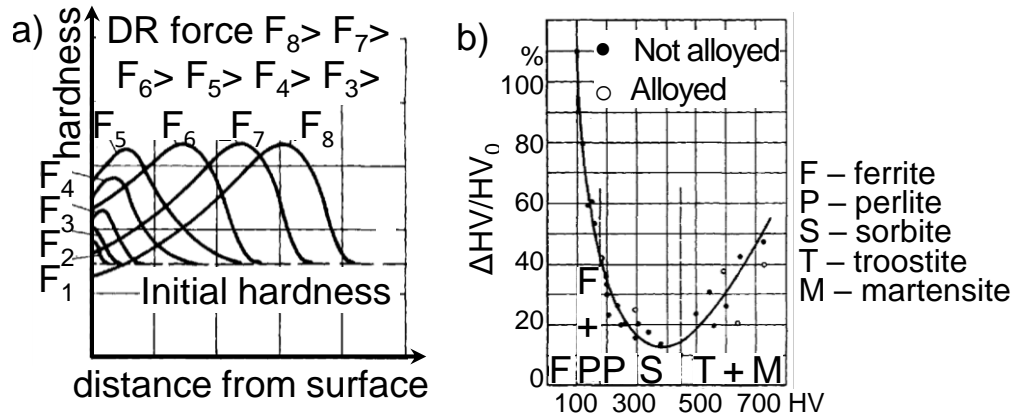 a)
hardness
DR force F8> F7>
F6> F5> F4> F3>
F5 F6 F7 F8
F4
F3
F2
F1
Initial hardness
distance from surface
b)
%
100
80
60
40
20
0
ΔHV/HV0
Not alloyed
Alloyed
F
+
F P P S T + M
100 300 500 700 HV
F – ferrite
P – perlite
S – sorbite
T – troostite
M – martensite